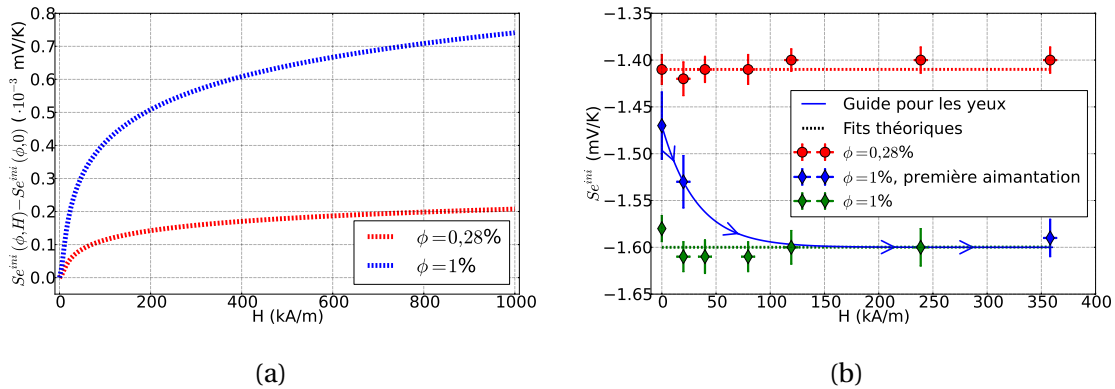 Se^{ini} (ϕ,H)−Se^{ini} (ϕ,0) (·10^{−3} mV/K)
0.8
0.7
0.6
0.5
0.4
0.3
0.2
0.1
0.0
0 200 400 600 800 1000
H (kA/m)
ϕ=0,28%
ϕ=1%
(a)
Se^{ini} (mV/K)
−1.35
−1.40
−1.45
−1.50
−1.55
−1.60
−1.65
0 50 100 150 200 250 300 350 400
H (kA/m)
Guide pour les yeux
Fits théoriques
ϕ=0,28%
ϕ=1%, première aimantation
ϕ=1%
(b)